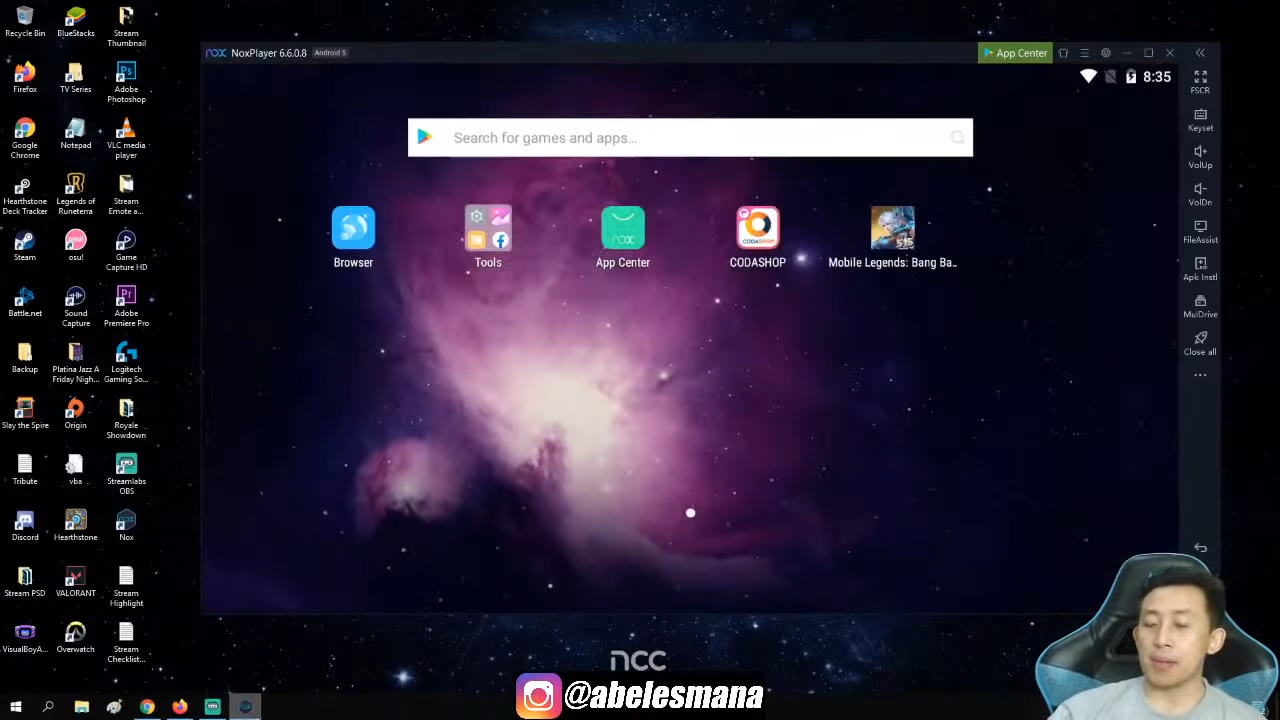 Recycle Bin
BlueStacks
Stream
Thumbnail
Firefox
TV Series
Adobe
Photoshop
Google
Chrome
Notepad
VLC media
player
Hearthstone
Deck Tracker
Legends of
Runeterra
Stream
Emote a...
Steam
osu!
Game
Capture HD
Battle.net
Sound
Capture
Adobe
Premiere Pro
Backup
Platina Jazz A
Friday Nigh...
Logitech
Gaming So...
Slay the Spire
Origin
Royale
Showdown
Tribute
vba
Streamlabs
OBS
Discord
Hearthstone
Nox
Stream PSD
VALORANT
Stream
Highlight
VisualBoyA...
Overwatch
Stream
Checklist...
nox NoxPlayer 6.6.0.8 Android 5
App Center
8:35
Search for games and apps...
Browser
Tools
nox
App Center
CODASHOP
CODASHOP
515
Mobile Legends: Bang Ba...
FSCR
Keyset
VolUp
VolDn
FileAssist
Apk Instl
MulDrive
Close all
ncc
@abelesmana